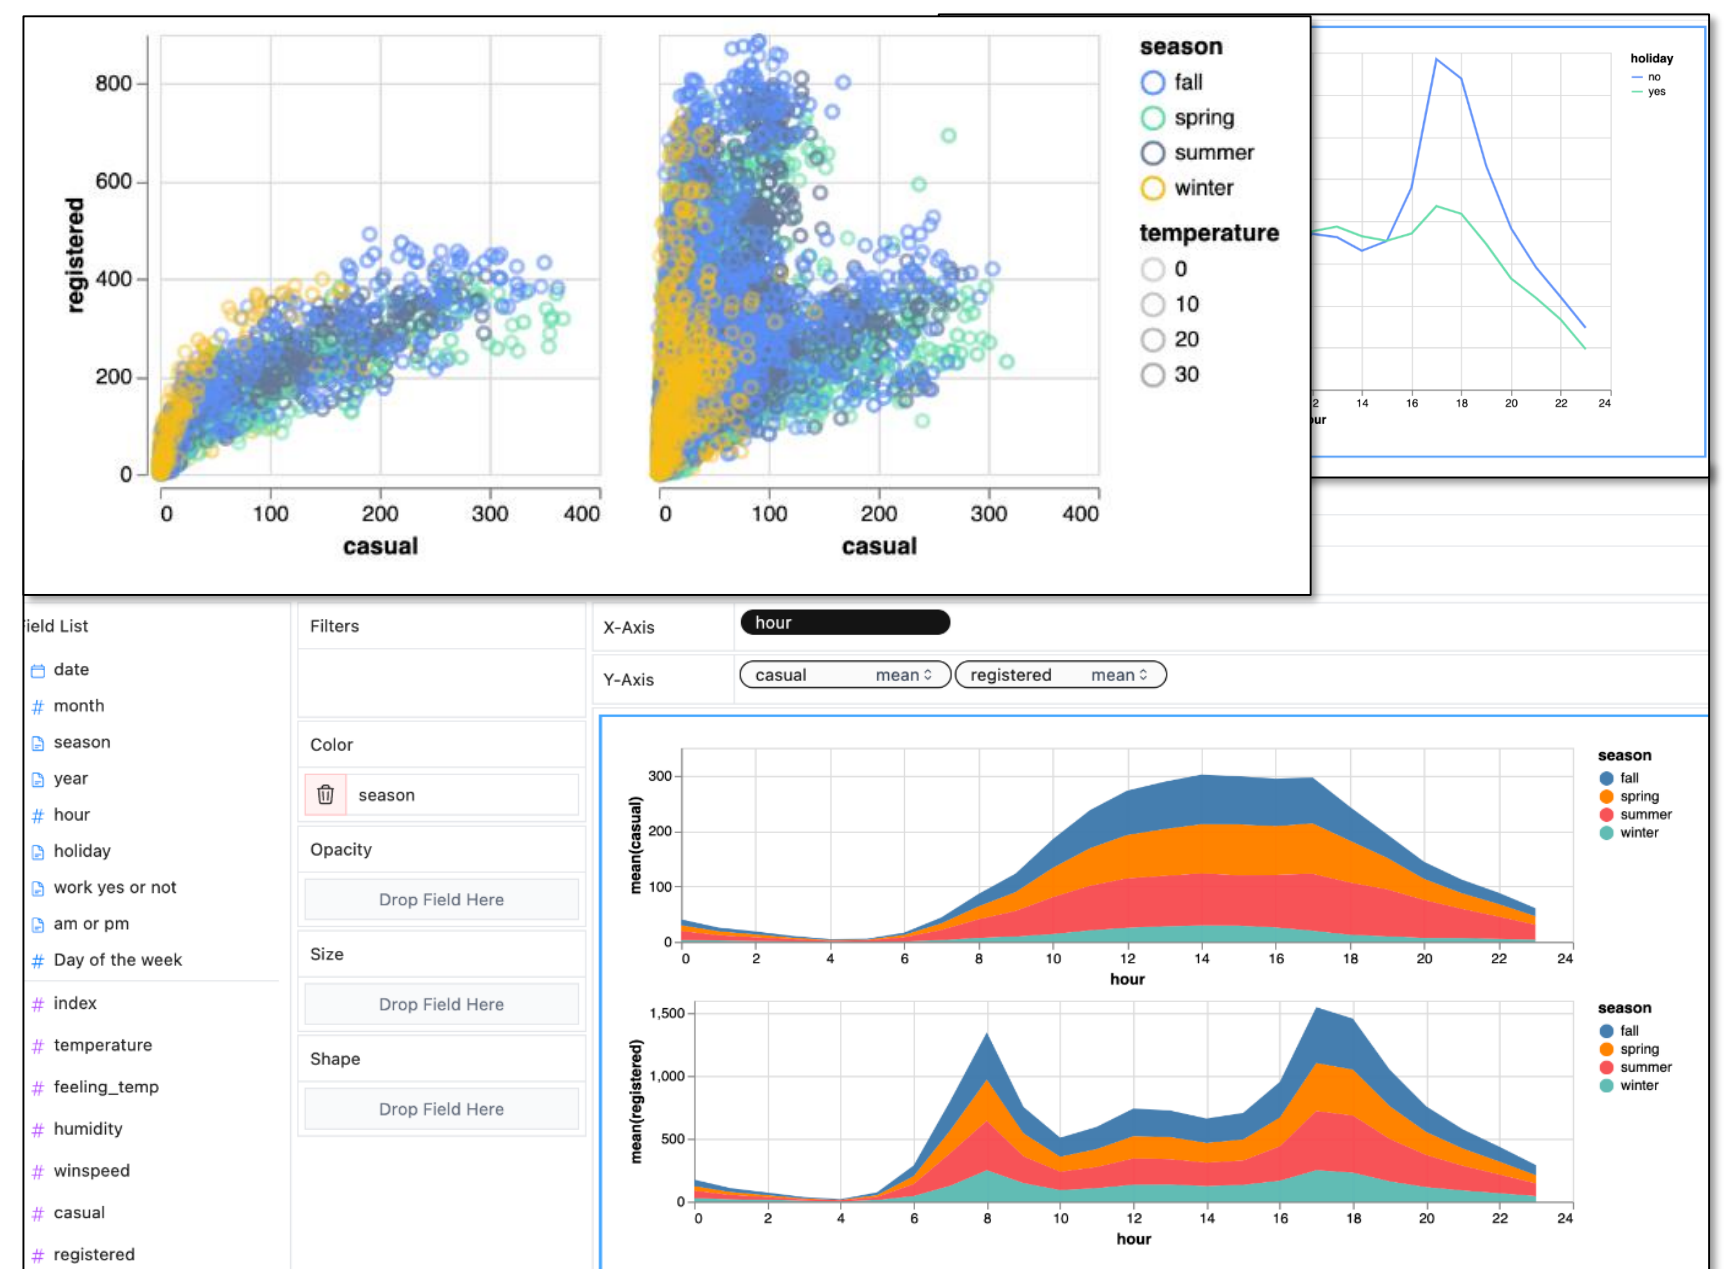 800
600
400
200
0
registered
0 100 200 300 400
casual
0 100 200 300 400
casual
season
fall
spring
summer
winter
temperature
0
10
20
30
holiday
no
yes
2 14 16 18 20 22 24
our
ield List
date
month
season
year
hour
holiday
work yes or not
am or pm
Day of the week
index
temperature
feeling_temp
humidity
winspeed
casual
registered
Filters
Color
season
Opacity
Drop Field Here
Size
Drop Field Here
Shape
Drop Field Here
X-Axis hour
Y-Axis casual mean registered mean
300
200
100
0
mean(casual)
0 2 4 6 8 10 12 14 16 18 20 22 24
hour
season
fall
spring
summer
winter
1,500
1,000
500
0
mean(registered)
0 2 4 6 8 10 12 14 16 18 20 22 24
hour
season
fall
spring
summer
winter